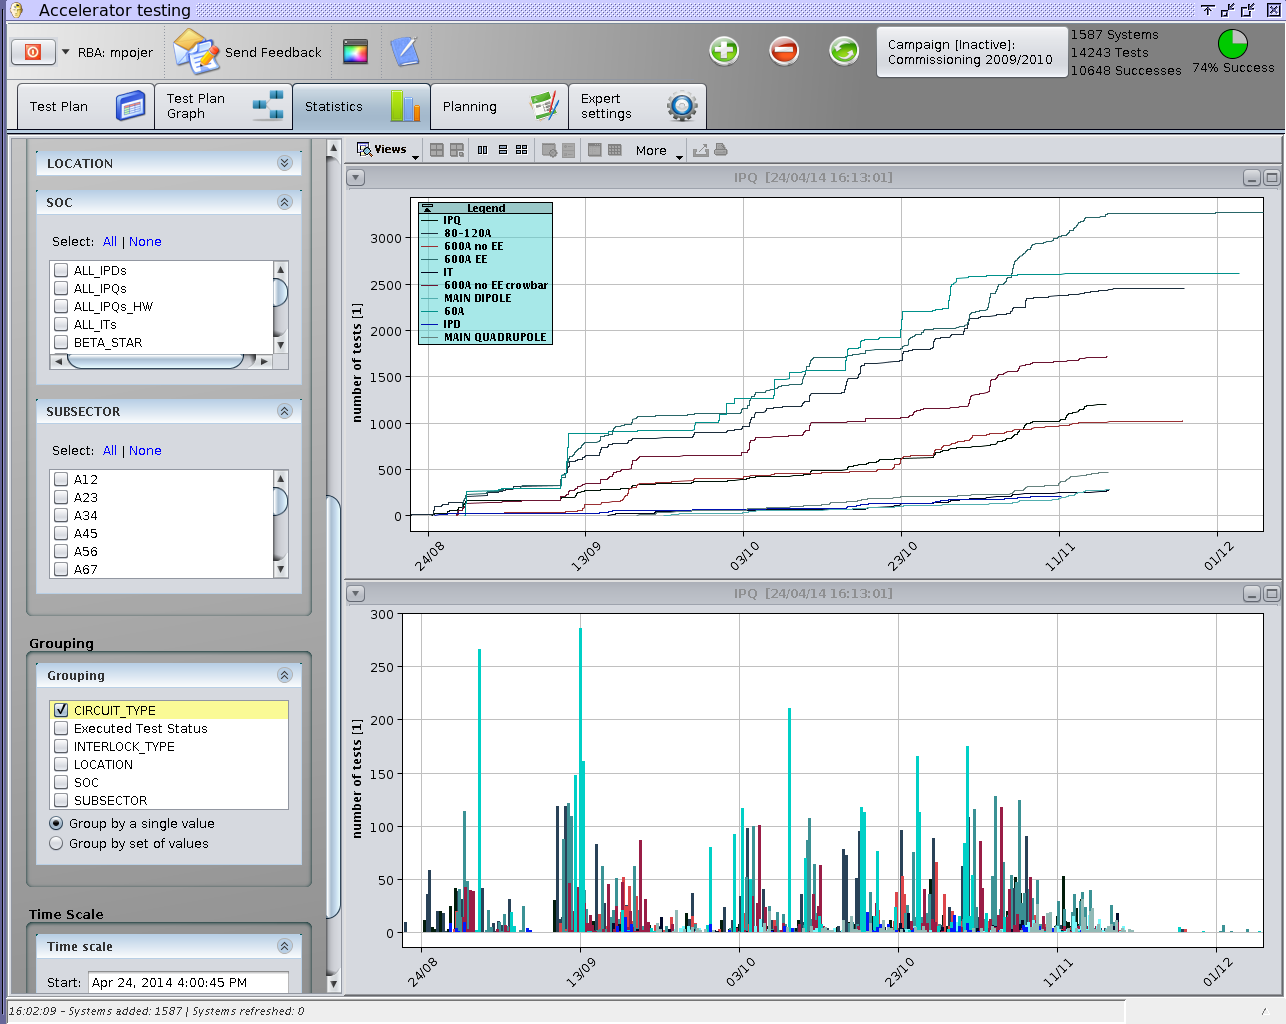 Accelerator testing
RBA: mpojer
Send Feedback
Campaign [Inactive]:
Commissioning 2009/2010
1587 Systems
14243 Tests
10648 Successes
74% Success
Test Plan
Test Plan
Graph
Statistics
Planning
Expert
settings
LOCATION
SOC
Select: All | None
ALL_IPDs
ALL_IPQs
ALL_IPQs_HW
ALL_ITs
BETA_STAR
SUBSECTOR
Select: All | None
A12
A23
A34
A45
A56
A67
Grouping
Grouping
CIRCUIT_TYPE
Executed Test Status
INTERLOCK_TYPE
LOCATION
SOC
SUBSECTOR
Group by a single value
Group by set of values
Time Scale
Time scale
Start: Apr 24, 2014 4:00:45 PM
Views
More
IPQ [24/04/14 16:13:01]
Legend
IPQ
80-120A
600A no EE
600A EE
IT
600A no EE crowbar
MAIN DIPOLE
60A
IPD
MAIN QUADRUPOLE
number of tests [1]
3000
2500
2000
1500
1000
500
0
24/08
13/09
03/10
23/10
11/11
01/12
IPQ [24/04/14 16:13:01]
number of tests [1]
300
250
200
150
100
50
0
24/08
13/09
03/10
23/10
11/11
01/12
16:02:09 - Systems added: 1587 | Systems refreshed: 0
/